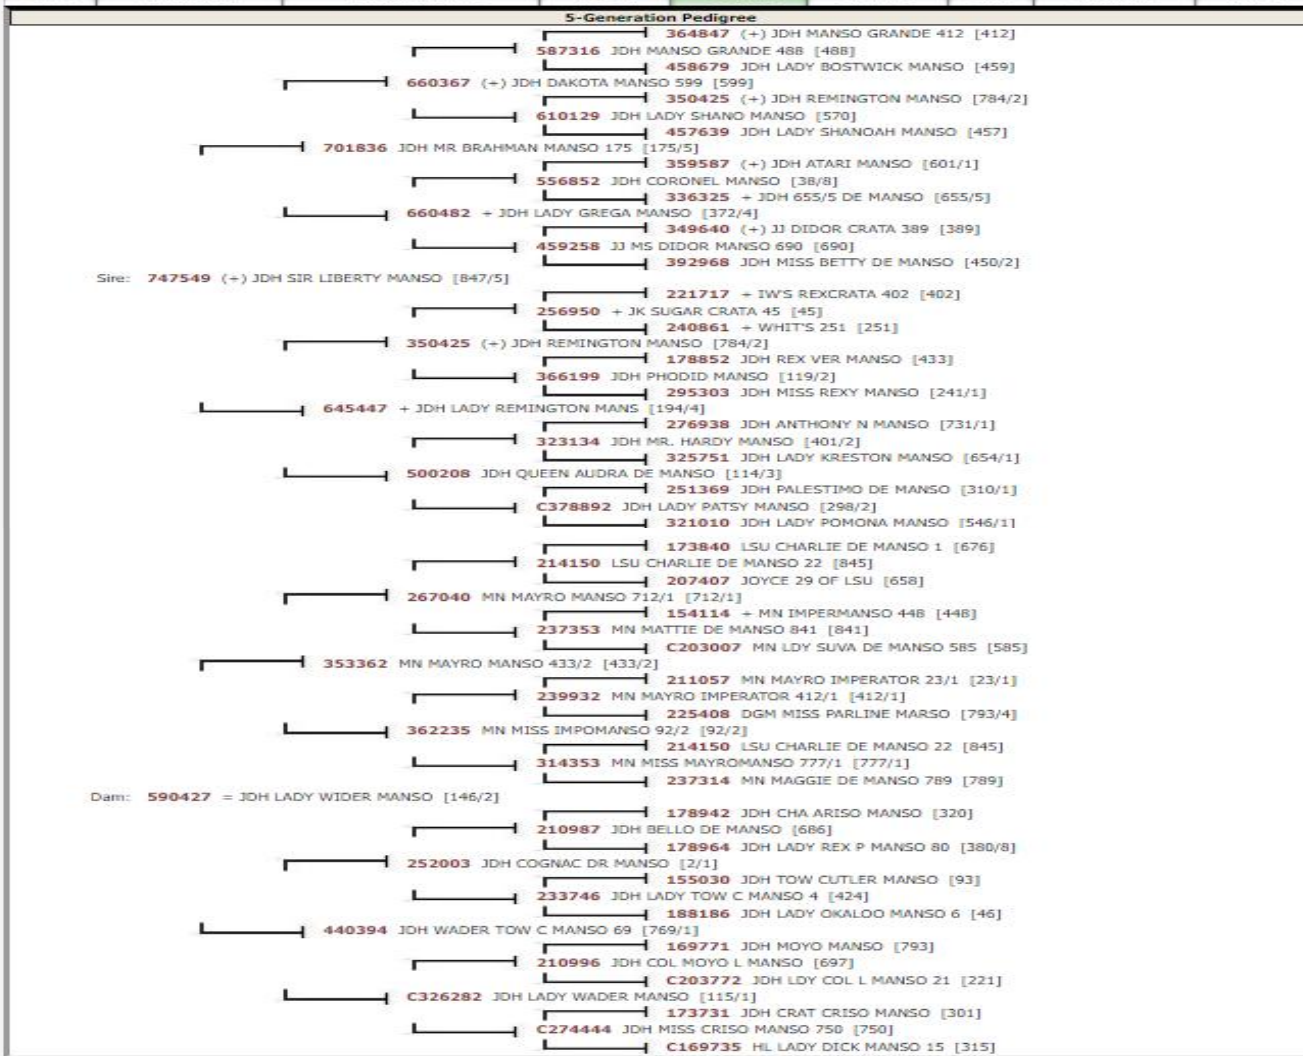 5-Generation Pedigree
364847 (+) JDH MANSO GRANDE 412 [412]
587316 JDH MANSO GRANDE 488 [488]
458679 JDH LADY BOSTWICK MANSO [459]
660367 (+) JDH DAKOTA MANSO 599 [599]
350425 (+) JDH REMINGTON MANSO [784/2]
610129 JDH LADY SHANO MANSO [570]
457639 JDH LADY SHANOAH MANSO [457]
701836 JDH MR BRAHMAN MANSO 175 [175/5]
359587 (+) JDH ATARI MANSO [601/1]
556852 JDH CORONEL MANSO [38/8]
336325 + JDH 655/5 DE MANSO [655/5]
660482 + JDH LADY GREGA MANSO [372/4]
349640 (+) JJ DIDOR CRATA 389 [389]
459258 JJ MS DIDOR MANSO 690 [690]
392968 JDH MISS BETTY DE MANSO [450/2]
Sire: 747549 (+) JDH SIR LIBERTY MANSO [847/5]
221717 + IW'S REXCRATA 402 [402]
256950 + JK SUGAR CRATA 45 [45]
240861 + WHIT'S 251 [251]
350425 (+) JDH REMINGTON MANSO [784/2]
178852 JDH REX VER MANSO [433]
366199 JDH PHODID MANSO [119/2]
295303 JDH MISS REXY MANSO [241/1]
645447 + JDH LADY REMINGTON MANS [194/4]
276938 JDH ANTHONY N MANSO [731/1]
323134 JDH MR. HARDY MANSO [401/2]
325751 JDH LADY KRESTON MANSO [654/1]
500208 JDH QUEEN AUDRA DE MANSO [114/3]
251369 JDH PALESTIMO DE MANSO [310/1]
C378892 JDH LADY PATSY MANSO [298/2]
321010 JDH LADY POMONA MANSO [546/1]
173840 LSU CHARLIE DE MANSO 1 [676]
214150 LSU CHARLIE DE MANSO 22 [845]
207407 JOYCE 29 OF LSU [658]
267040 MN MAYRO MANSO 712/1 [712/1]
154114 + MN IMPERMANSO 448 [448]
237353 MN MATTIE DE MANSO 841 [841]
C203007 MN LDY SUVA DE MANSO 585 [585]
353362 MN MAYRO MANSO 433/2 [433/2]
211057 MN MAYRO IMPERATOR 23/1 [23/1]
239932 MN MAYRO IMPERATOR 412/1 [412/1]
225408 DGM MISS PARLINE MARSO [793/4]
362235 MN MISS IMPOMANSO 92/2 [92/2]
214150 LSU CHARLIE DE MANSO 22 [845]
314353 MN MISS MAYROMANSO 777/1 [777/1]
237314 MN MAGGIE DE MANSO 789 [789]
Dam: 590427 = JDH LADY WIDER MANSO [146/2]
178942 JDH CHA ARISO MANSO [320]
210987 JDH BELLO DE MANSO [686]
178964 JDH LADY REX P MANSO 80 [380/8]
252003 JDH COGNAC DR MANSO [2/1]
155030 JDH TOW CUTLER MANSO [93]
233746 JDH LADY TOW C MANSO 4 [424]
188186 JDH LADY OKALOO MANSO 6 [46]
440394 JDH WADER TOW C MANSO 69 [769/1]
169771 JDH MOYO MANSO [793]
210996 JDH COL MOYO L MANSO [697]
C203772 JDH LDY COL L MANSO 21 [221]
C326282 JDH LADY WADER MANSO [115/1]
173731 JDH CRAT CRISO MANSO [301]
C274444 JDH MISS CRISO MANSO 750 [750]
C169735 HL LADY DICK MANSO 15 [315]